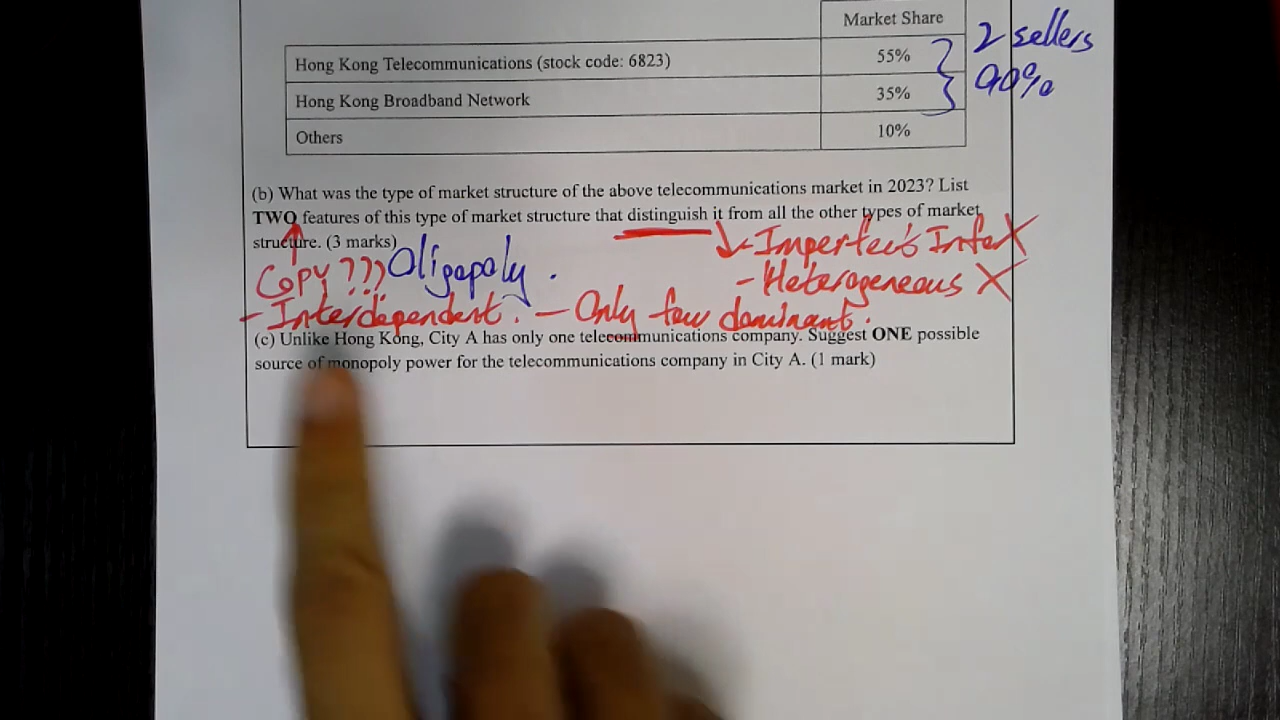 Market Share
Hong Kong Telecommunications (stock code: 6823) 55%
Hong Kong Broadband Network 35%
Others 10%
2 sellers
90%
(b) What was the type of market structure of the above telecommunications market in 2023? List
TWO features of this type of market structure that distinguish it from all the other types of market
structure. (3 marks)
- Imperfect Info X
Copy ??? Oligopoly.
- Heterogeneous X
- Interdependent. - Only few dominant.
(c) Unlike Hong Kong, City A has only one telecommunications company. Suggest ONE possible
source of monopoly power for the telecommunications company in City A. (1 mark)